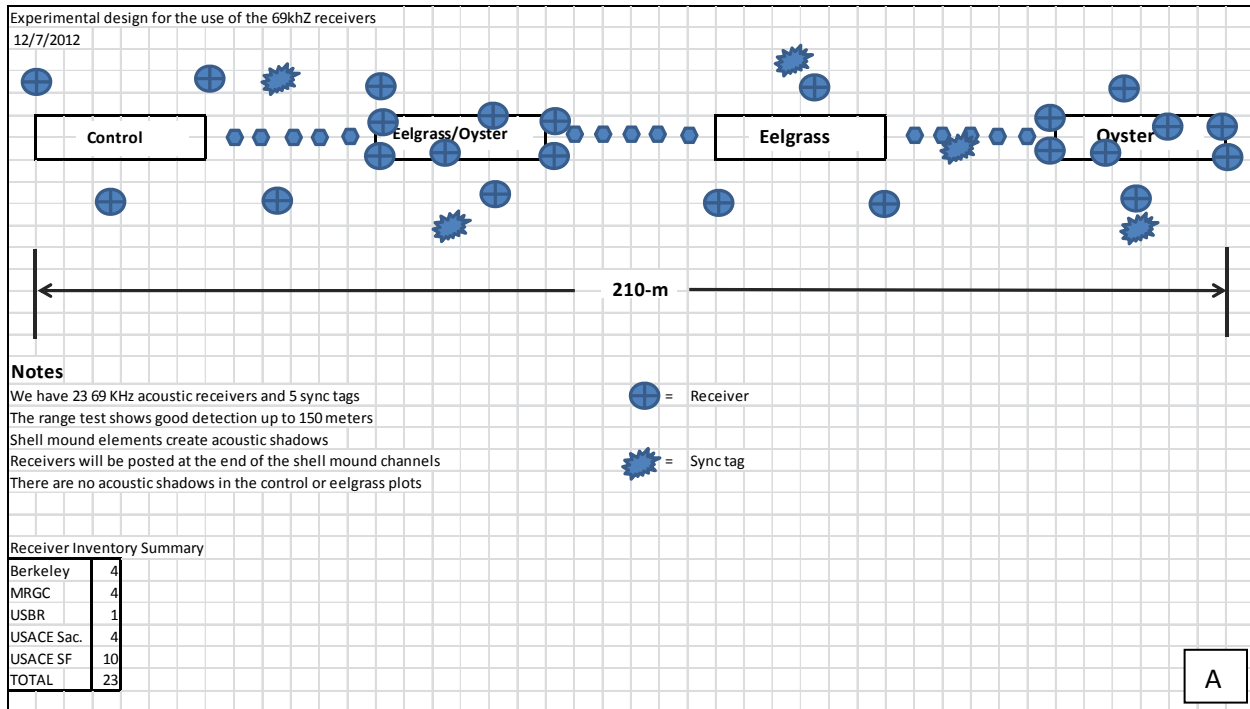 Experimental design for the use of the 69khZ receivers
12/7/2012
Control
Eelgrass/Oyster
Eelgrass
Oyster
210-m
Notes
We have 23 69 KHz acoustic receivers and 5 sync tags
The range test shows good detection up to 150 meters
Shell mound elements create acoustic shadows
Receivers will be posted at the end of the shell mound channels
There are no acoustic shadows in the control or eelgrass plots
= Receiver
= Sync tag
Receiver Inventory Summary
Berkeley 4
MRGC 4
USBR 1
USACE Sac. 4
USACE SF 10
TOTAL 23
A